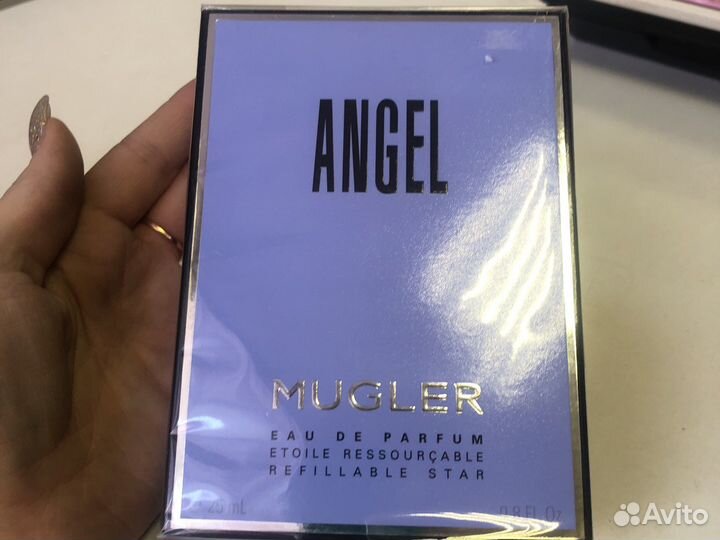 ANGEL
MUGLER
EAU DE PARFUM
ETOILE RESSOURÇABLE
REFILLABLE STAR
25 mL 0.8 Fl. Oz
Avito